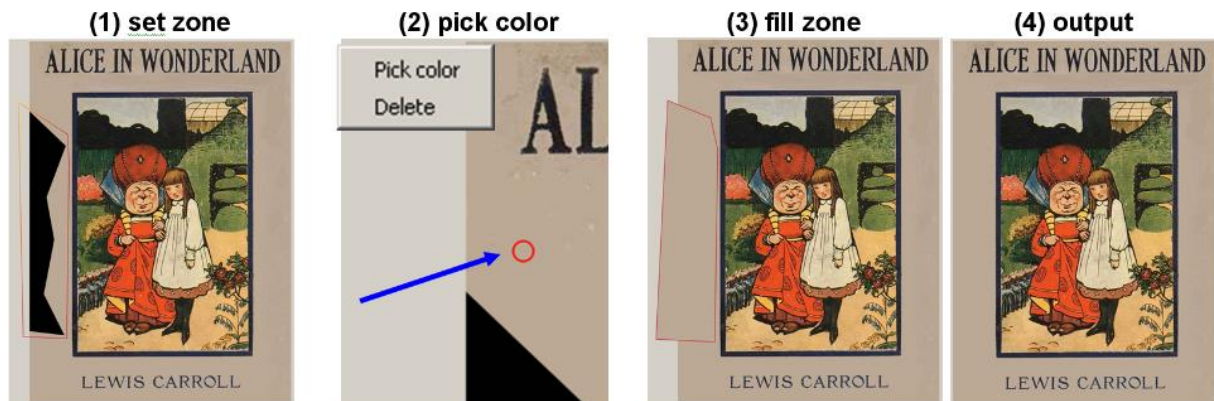 (1) set zone
(2) pick color
(3) fill zone
(4) output
ALICE IN WONDERLAND
LEWIS CARROLL
Pick color
Delete
AL
ALICE IN WONDERLAND
LEWIS CARROLL
ALICE IN WONDERLAND
LEWIS CARROLL